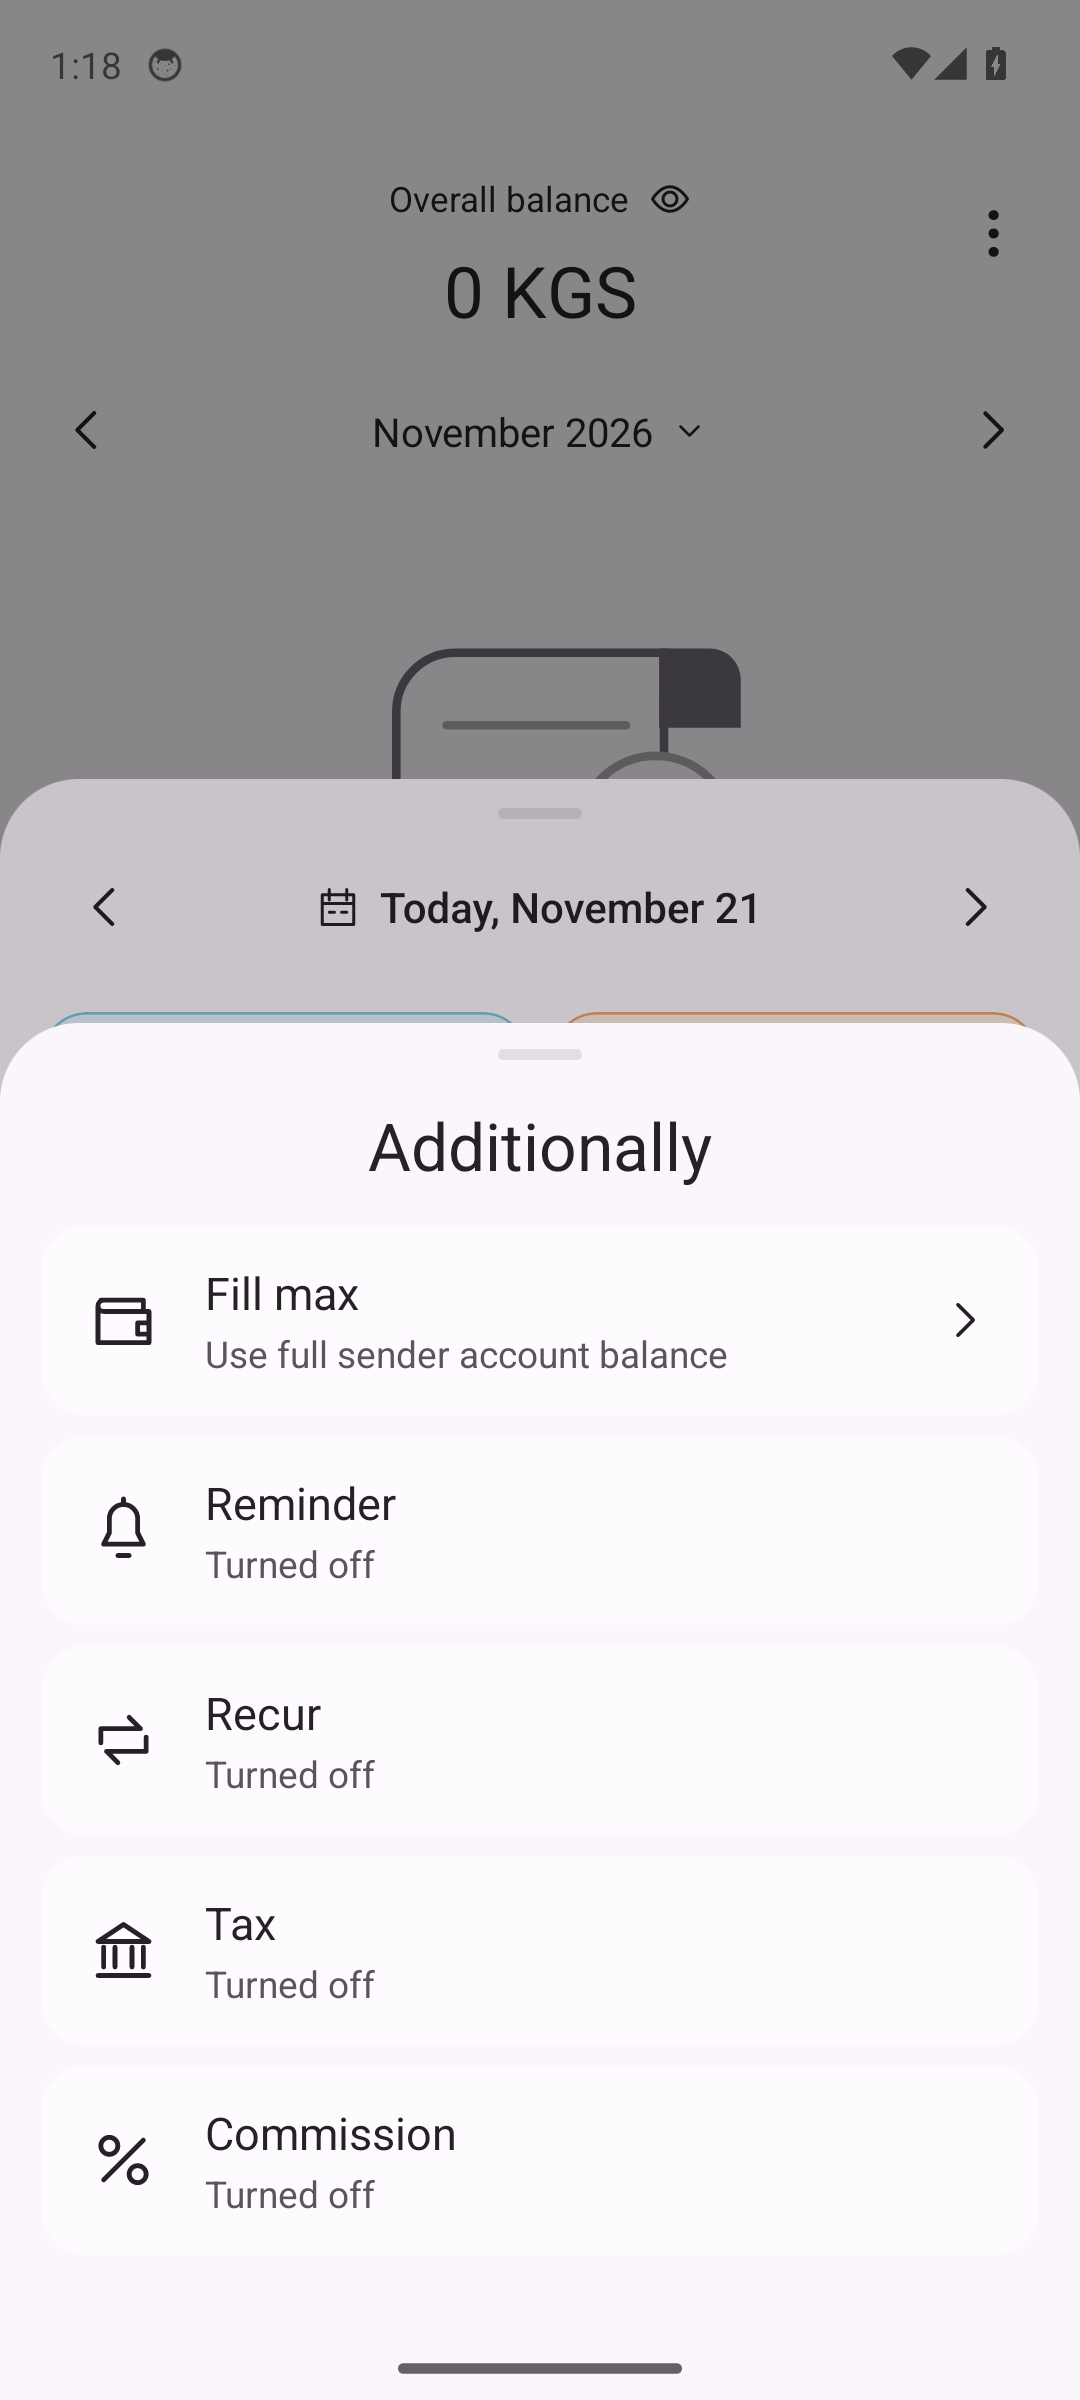 1:18
Overall balance
0 KGS
November 2026
Today, November 21
Additionally
Fill max
Use full sender account balance
Reminder
Turned off
Recur
Turned off
Tax
Turned off
Commission
Turned off